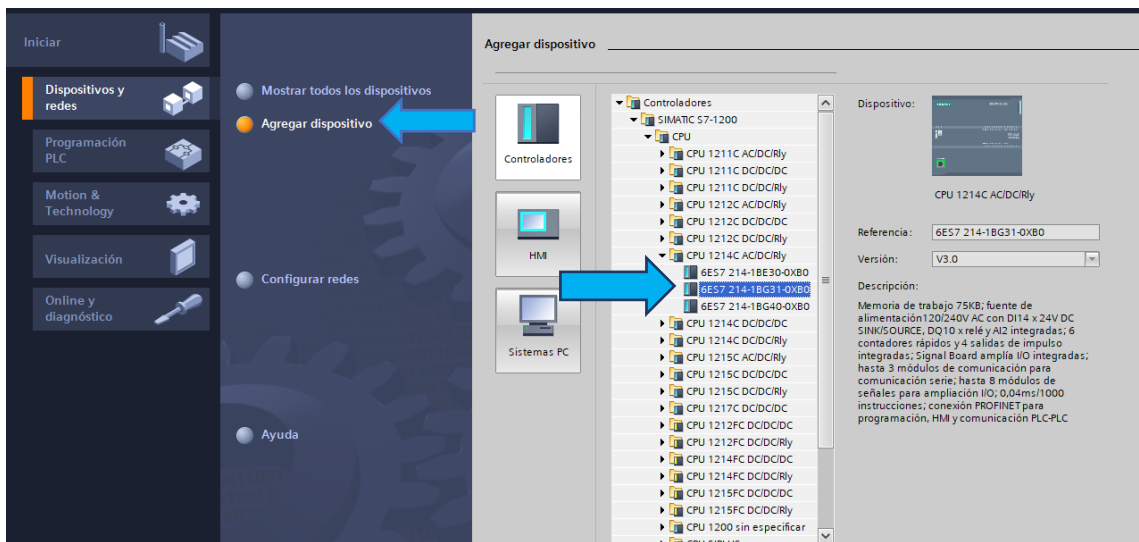 Iniciar
Dispositivos y
redes
Programación
PLC
Motion &
Technology
Visualización
Online y
diagnóstico
Mostrar todos los dispositivos
Agregar dispositivo
Configurar redes
Ayuda
Agregar dispositivo
Controladores
HMI
Sistemas PC
Controladores
SIMATIC S7-1200
CPU
CPU 1211C AC/DC/Rly
CPU 1211C DC/DC/DC
CPU 1211C DC/DC/Rly
CPU 1212C AC/DC/Rly
CPU 1212C DC/DC/DC
CPU 1212C DC/DC/Rly
CPU 1214C AC/DC/Rly
6ES7 214-1BE30-0XB0
6ES7 214-1BG31-0XB0
6ES7 214-1BG40-0XB0
CPU 1214C DC/DC/DC
CPU 1214C DC/DC/Rly
CPU 1215C AC/DC/Rly
CPU 1215C DC/DC/DC
CPU 1215C DC/DC/Rly
CPU 1217C DC/DC/DC
CPU 1212FC DC/DC/DC
CPU 1212FC DC/DC/Rly
CPU 1214FC DC/DC/DC
CPU 1214FC DC/DC/Rly
CPU 1215FC DC/DC/DC
CPU 1215FC DC/DC/Rly
CPU 1200 sin especificar
Dispositivo:
CPU 1214C AC/DC/Rly
Referencia: 6ES7 214-1BG31-0XB0
Versión: V3.0
Descripción:
Memoria de trabajo 75KB; fuente de
alimentación120/240V AC con DI14 x 24V DC
SINK/SOURCE, DQ10 x relé y AI2 integradas; 6
contadores rápidos y 4 salidas de impulso
integradas; Signal Board amplía I/O integradas;
hasta 3 módulos de comunicación para
comunicación serie; hasta 8 módulos de
señales para ampliación I/O; 0,04ms/1000
instrucciones; conexión PROFINET para
programación, HMI y comunicación PLC-PLC